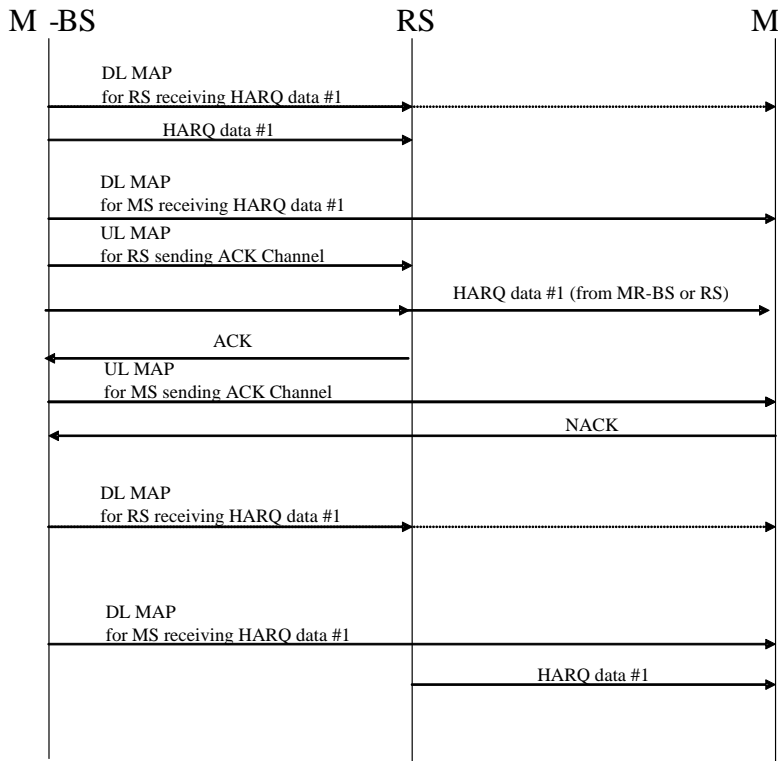 M -BS RS M
DL MAP
for RS receiving HARQ data #1
HARQ data #1
DL MAP
for MS receiving HARQ data #1
UL MAP
for RS sending ACK Channel
HARQ data #1 (from MR-BS or RS)
ACK
UL MAP
for MS sending ACK Channel
NACK
DL MAP
for RS receiving HARQ data #1
DL MAP
for MS receiving HARQ data #1
HARQ data #1